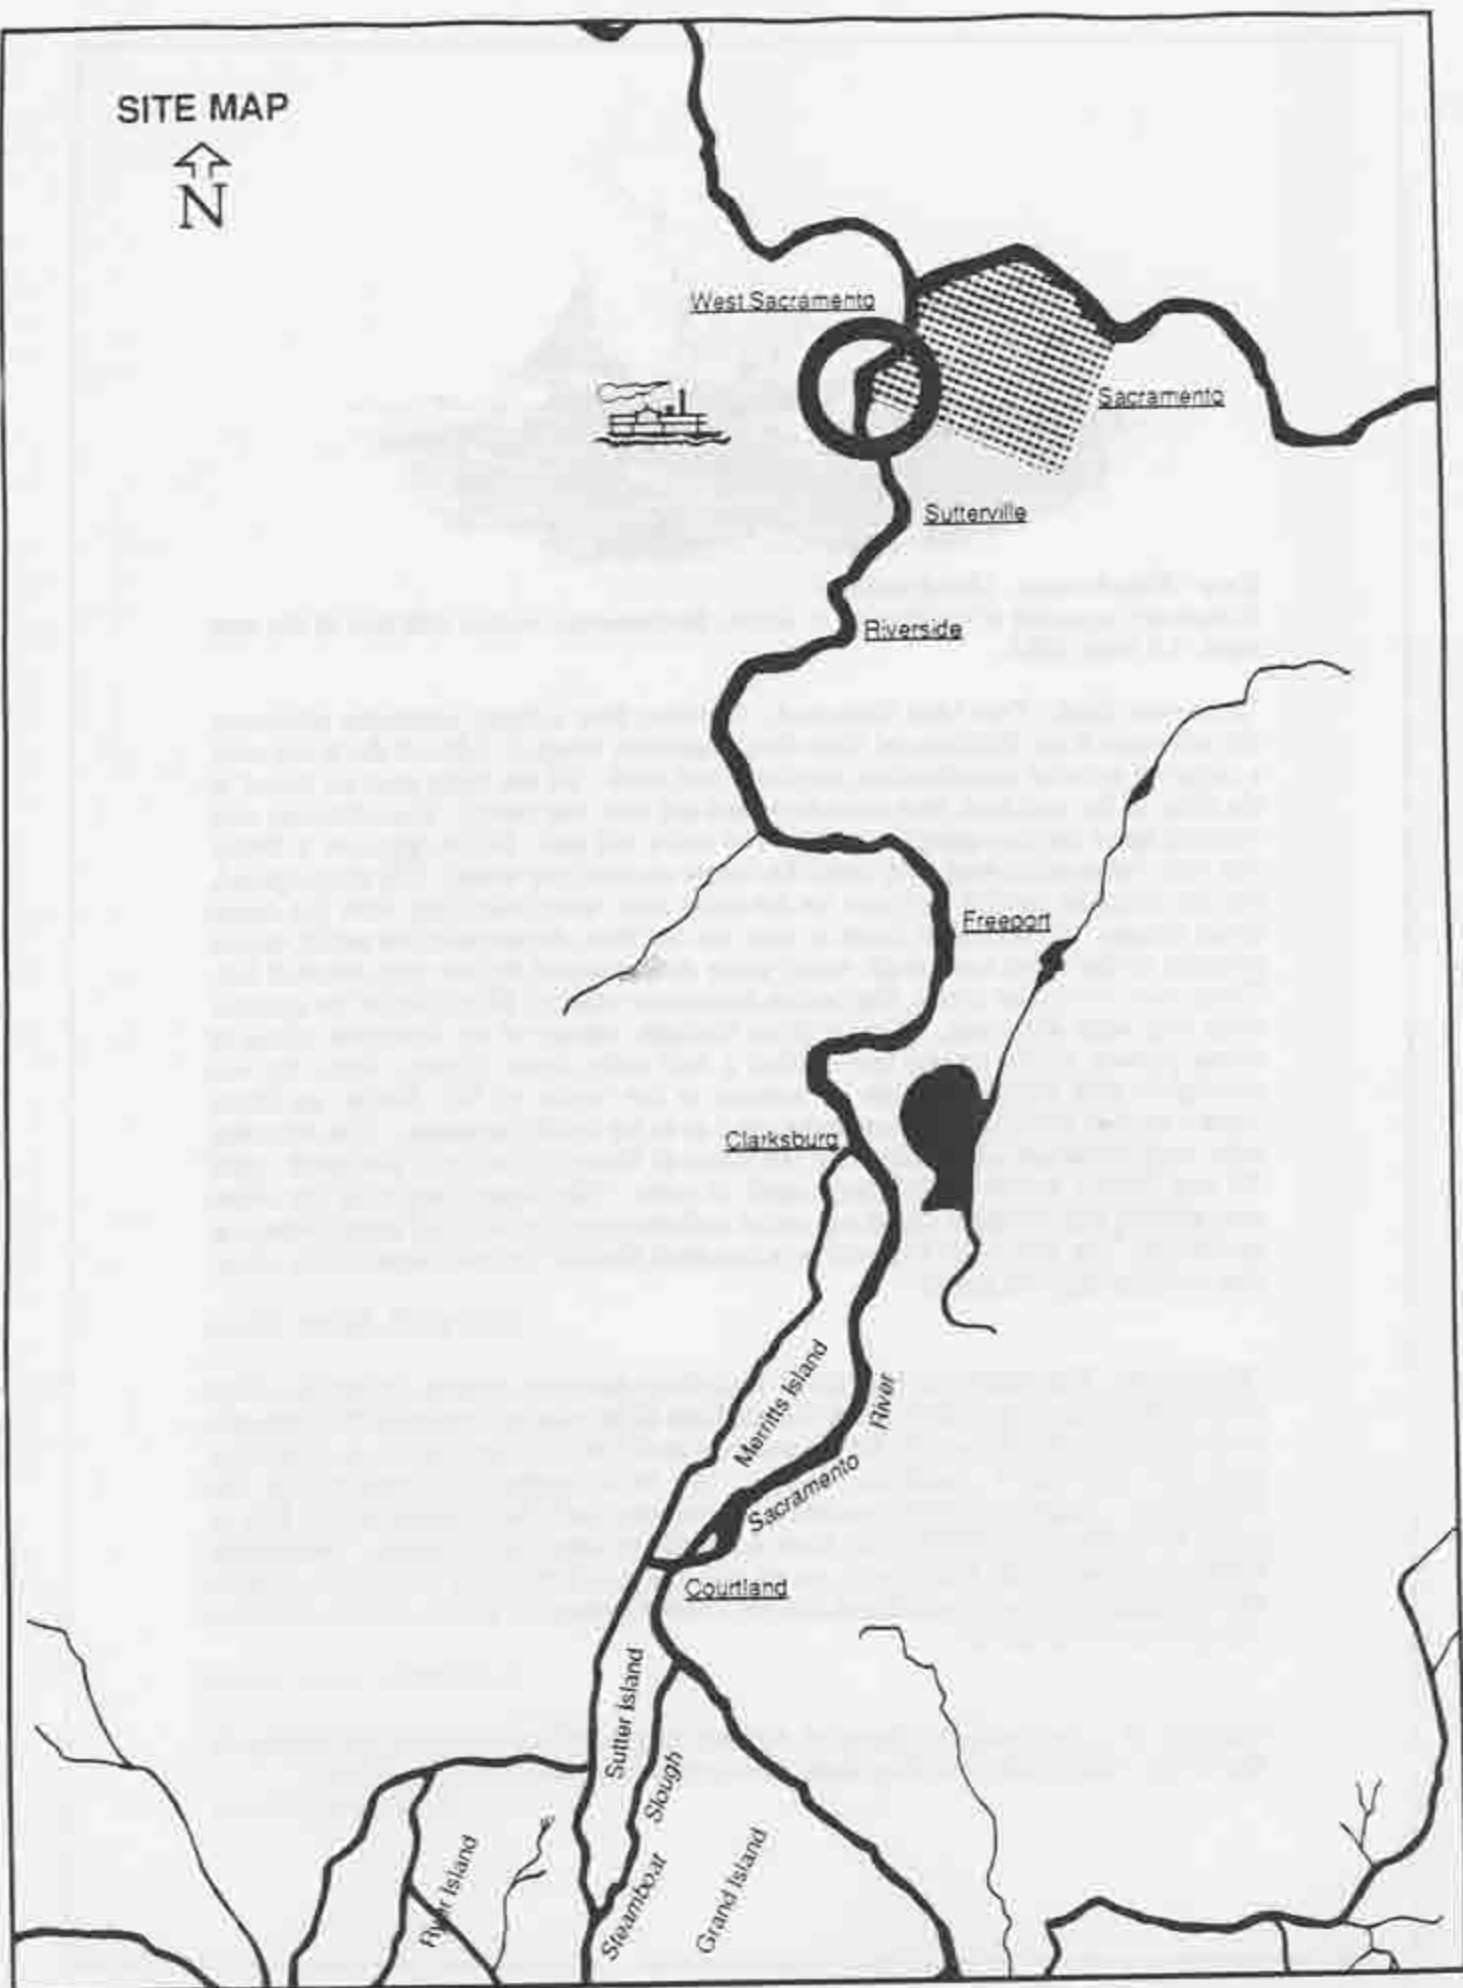 SITE MAP
N
West Sacramento
Sacramento
Sutterville
Riverside
Freeport
Clarksburg
Merritts Island
River
Sacramento
Courtland
Sutter Island
Slough
Steamboat
Grand Island
Island